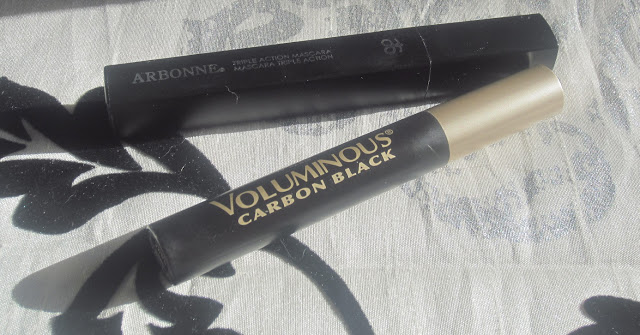 ARBONNE®
TRIPLE ACTION MASCARA
MASCARA TRIPLE ACTION
VOLUMINOUS®
CARBON BLACK